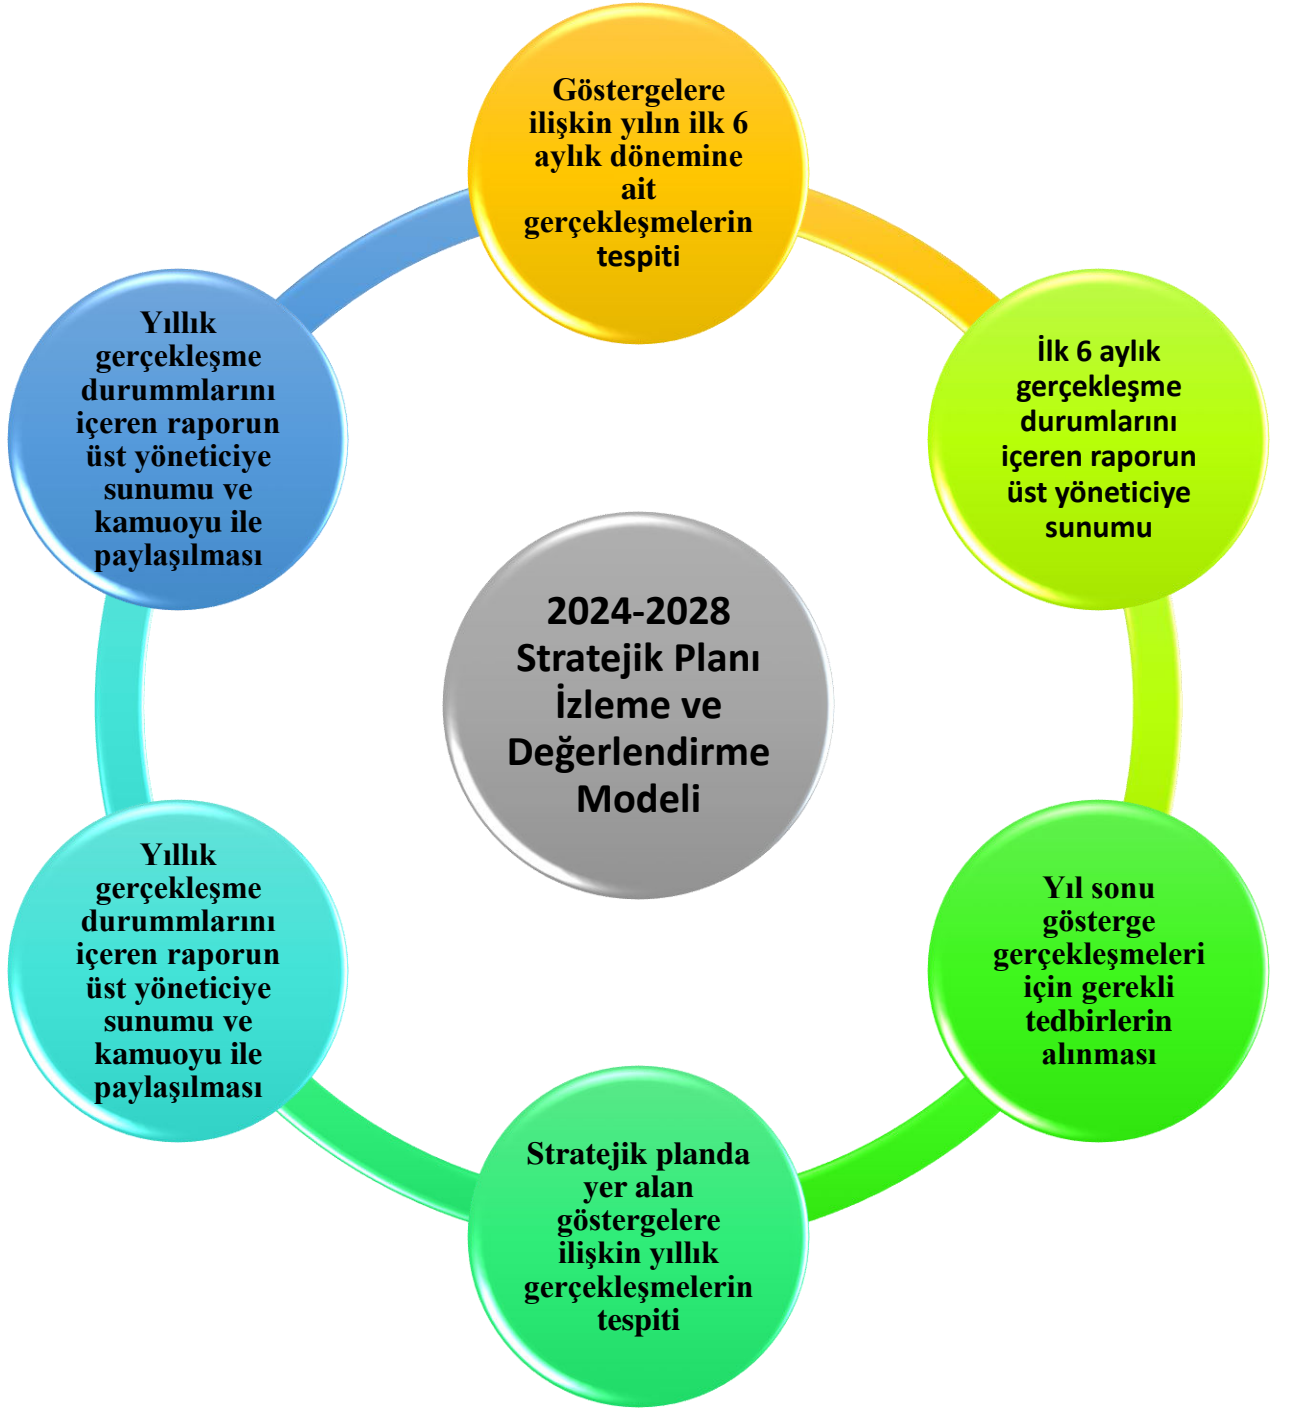 Göstergelere
ilişkin yılın ilk 6
aylık dönemine
ait
gerçekleşmelerin
tespiti
İlk 6 aylık
gerçekleşme
durumlarını
içeren raporun
üst yöneticiye
sunumu
Yıl sonu
gösterge
gerçekleşmeleri
için gerekli
tedbirlerin
alınması
Stratejik planda
yer alan
göstergelere
ilişkin yıllık
gerçekleşmelerin
tespiti
Yıllık
gerçekleşme
durummlarını
içeren raporun
üst yöneticiye
sunumu ve
kamuoyu ile
paylaşılması
Yıllık
gerçekleşme
durummlarını
içeren raporun
üst yöneticiye
sunumu ve
kamuoyu ile
paylaşılması
2024-2028
Stratejik Planı
İzleme ve
Değerlendirme
Modeli